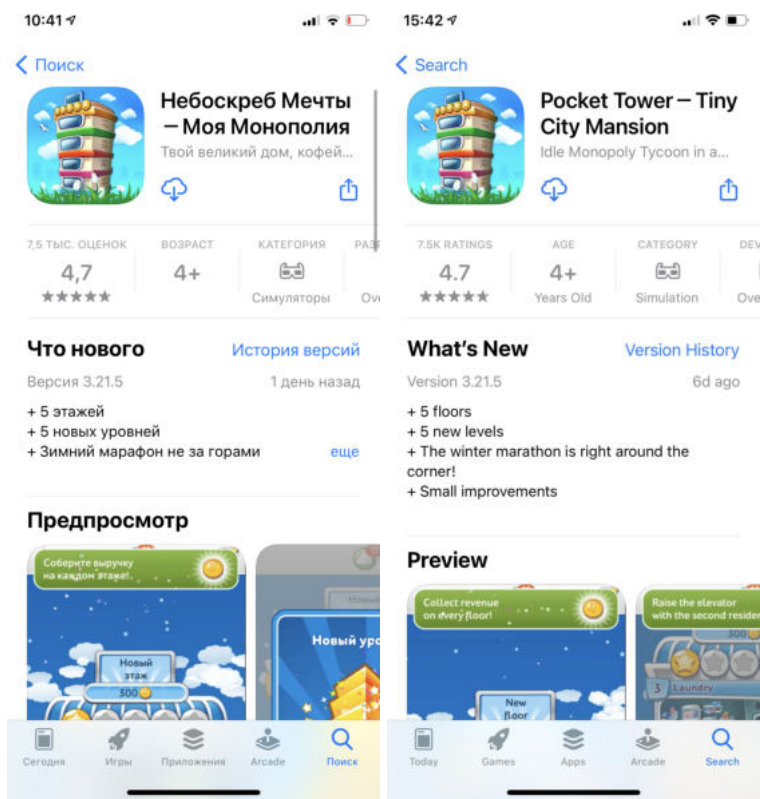 10:41
Поиск
Небоскреб Мечты
– Моя Монополия
Твой великий дом, кофей...
7,5 ТЫС. ОЦЕНОК
ВОЗРАСТ
КАТЕГОРИЯ
4,7
4+
Симуляторы
Что нового
История версий
Версия 3.21.5
1 день назад
+ 5 этажей
+ 5 новых уровней
+ Зимний марафон не за горами
еще
Предпросмотр
Соберите выручку
на каждом этаже!
Новый
этаж
500
Новый уро
Сегодня
Игры
Приложения
Arcade
Поиск
15:42
Search
Pocket Tower – Tiny
City Mansion
Idle Monopoly Tycoon in a...
7.5K RATINGS
AGE
CATEGORY
DEV
4.7
4+
Years Old
Simulation
Ove
What's New
Version History
Version 3.21.5
6d ago
+ 5 floors
+ 5 new levels
+ The winter marathon is right around the
corner!
+ Small improvements
Preview
Collect revenue
on every floor!
New
floor
Raise the elevator
with the second resider
500
3 Laundry
Today
Games
Apps
Arcade
Search